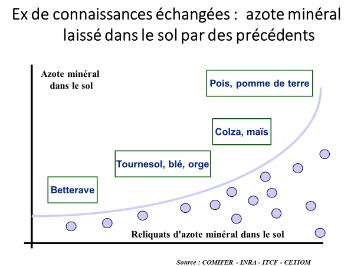 Ex de connaissances échangées : azote minéral
laissé dans le sol par des précédents
Azote minéral
dans le sol
Pois, pomme de terre
Colza, maïs
Tournesol, blé, orge
Betterave
Reliquats d'azote minéral dans le sol
Source : COMIFER - INRA - ITCF - CETIOM